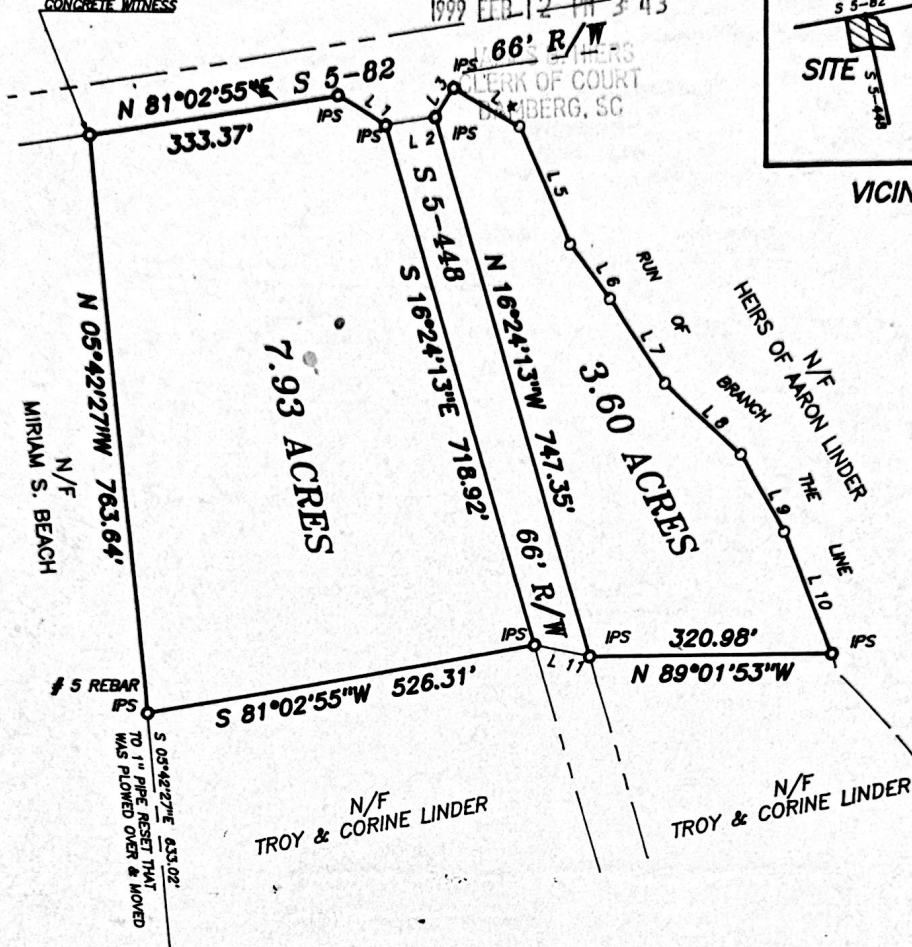 CONCRETE WITNESS
1999 FEB 12 PM 3 43
66' R/W
CLERK OF COURT
BAMBERG, SC
S 5-82
SITE
S 5-448
VICIN
N 81°02'55"E
S 5-82
333.37'
IPS
L 1
IPS
L 2
L 3
IPS
IPS
L 5
L 6
L 7
L 8
L 9
L 10
RUN
OF
BRANCH
THE
LINE
N/F
HEIRS OF AARON LINDER
S 5-448
S 16°24'13"E 718.92'
N 16°24'13"W 747.35'
66' R/W
3.60 ACRES
7.93 ACRES
N 05°42'27"W 763.64'
N/F
MIRIAM S. BEACH
IPS
L 11
IPS
320.98'
N 89°01'53"W
IPS
# 5 REBAR
IPS
S 81°02'55"W 526.31'
S 05°42'27"E 833.02'
TO 1" PIPE RESET THAT
WAS PLOWED OVER & MOVED
N/F
TROY & CORINE LINDER
N/F
TROY & CORINE LINDER